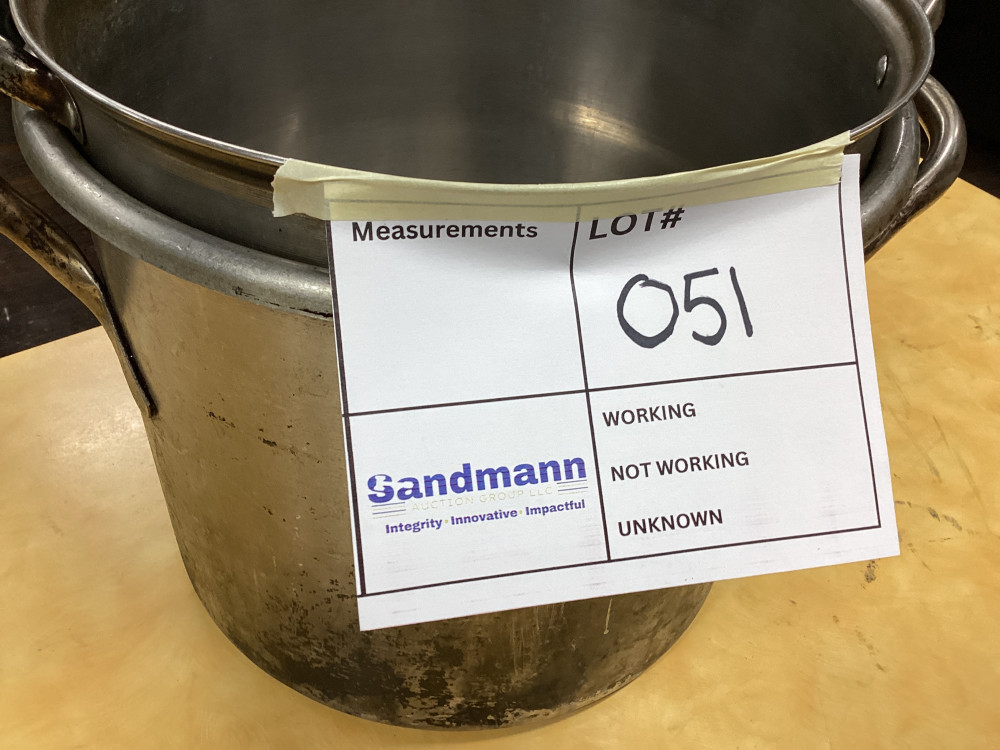 Measurements
LOT#
051
WORKING
NOT WORKING
UNKNOWN
Sandmann
AUCTION GROUP LLC
Integrity • Innovative • Impactful